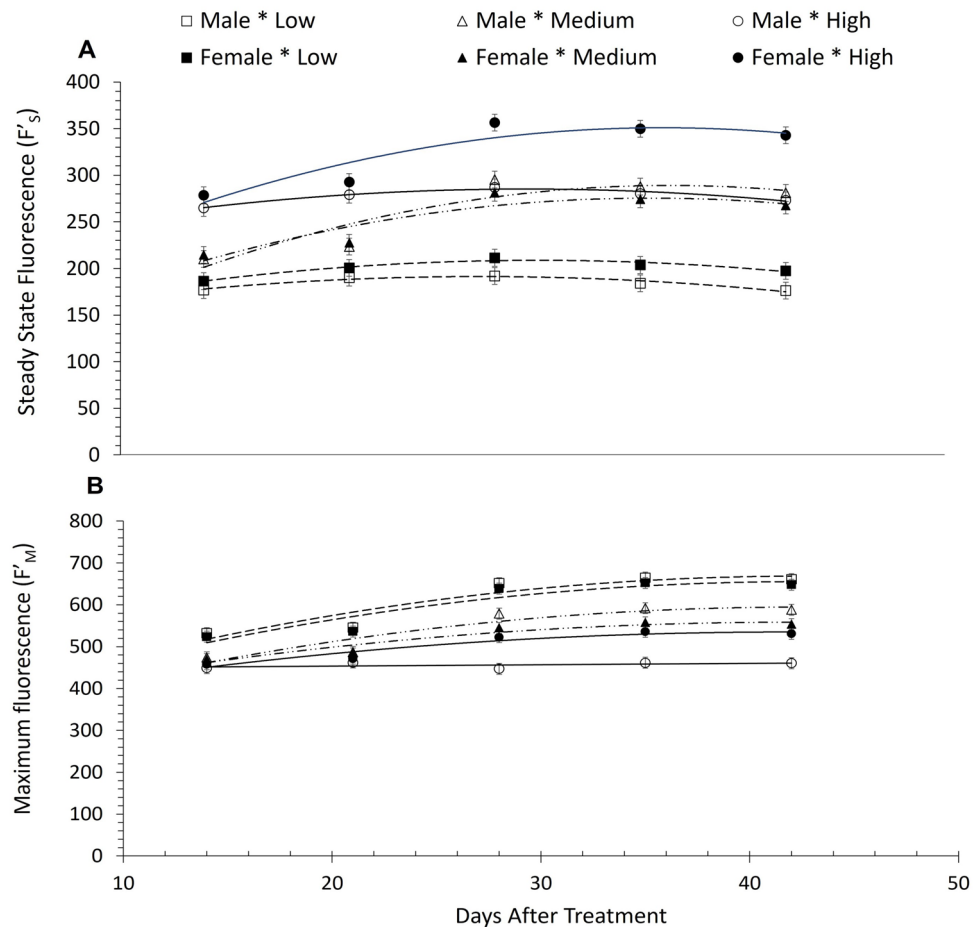 □ Male * Low △ Male * Medium ○ Male * High
A ■ Female * Low ▲ Female * Medium ● Female * High
400
350
300
250
200
150
100
50
0
Steady State Fluorescence (F'S)
B
800
700
600
500
400
300
200
100
0
Maximum fluorescence (F'M)
10 20 30 40 50
Days After Treatment